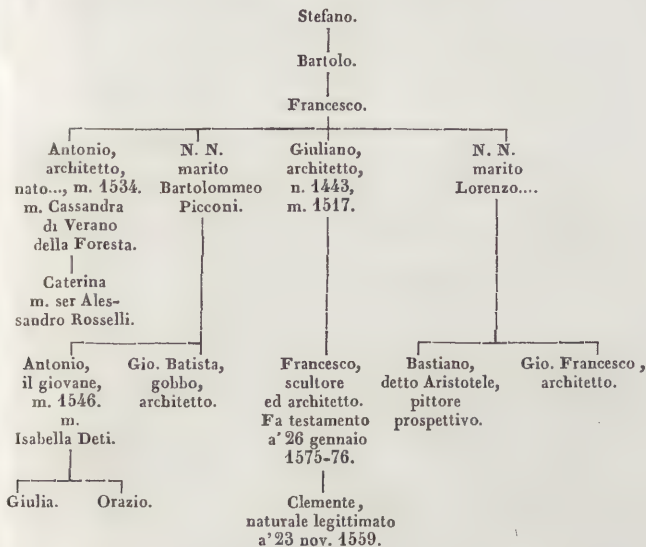 Stefano.
Bartolo.
Francesco.
Antonio,
architetto,
nato..., m. 1534.
m. Cassandra
di Verano
della Foresta.
N. N.
marito
Bartolommeo
Picconi.
Giuliano,
architetto,
n. 1443,
m. 1517.
N. N.
marito
Lorenzo....
Caterina
m. ser Ales-
sandro Rosselli.
Antonio,
il giovane,
m. 1546.
m.
Isabella Deti.
Gio. Batista,
gobbo,
architetto.
Francesco,
scultore
ed architetto.
Fa testamento
a' 26 gennaio
1575-76.
Bastiano,
detto Aristotele,
pittore
prospettivo.
Gio. Francesco,
architetto.
Giulia.
Orazio.
Clemente,
naturale legittimato
a' 23 nov. 1559.